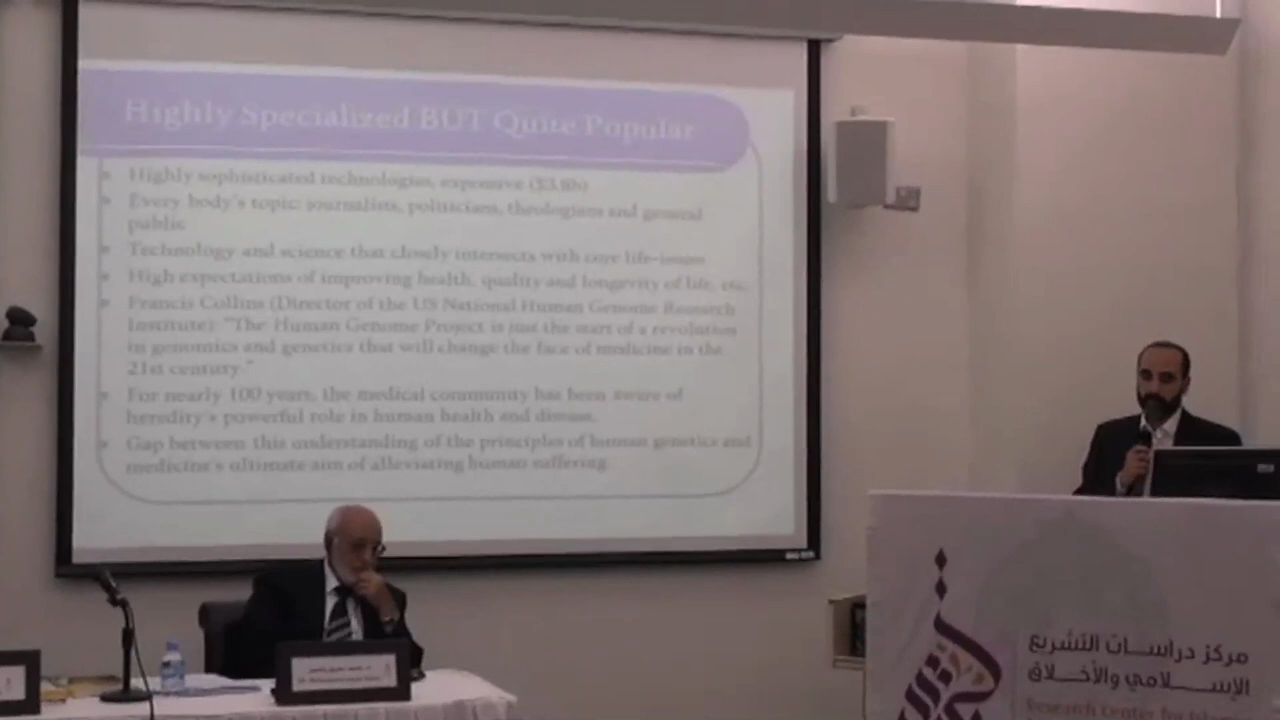 Highly Specialized BUT Quite Popular
Highly sophisticated technologies, expensive ($3.8b)
Every body's topic: journalists, politicians, theologians and general
public
Technology and science that closely intersects with core life-issues
High expectations of improving health, quality and longevity of life, etc.
Francis Collins (Director of the US National Human Genome Research
Institute): "The Human Genome Project is just the start of a revolution
in genomics and genetics that will change the face of medicine in the
21st century."
For nearly 100 years, the medical community has been aware of
heredity's powerful role in human health and disease.
Gap between this understanding of the principles of human genetics and
medicine's ultimate aim of alleviating human suffering.
مركز دراسات التشريع
الإسلامي والأخلاق
Research Center for